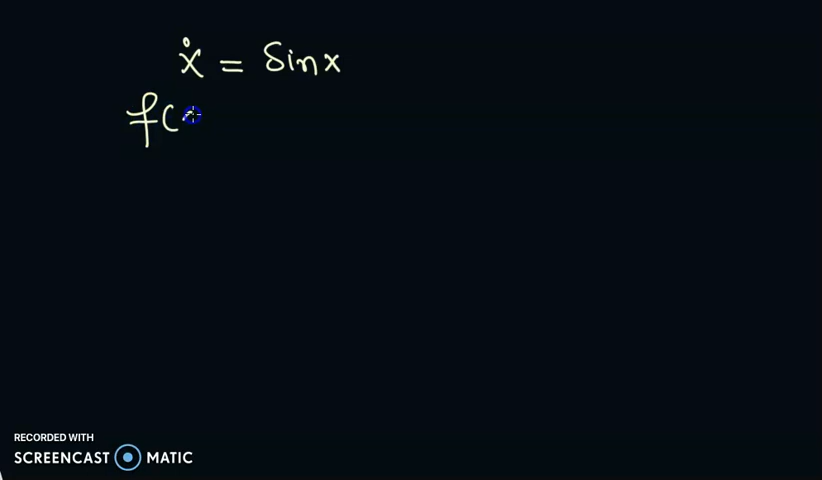 ẋ = Sinx
f(
RECORDED WITH
SCREENCAST MATIC